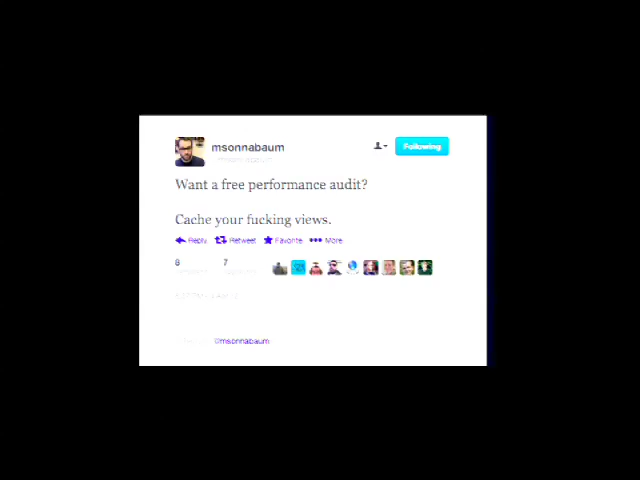 msonnabaum
Following
Want a free performance audit?
Cache your fucking views.
Reply Retweet Favorite More
8 7
@msonnabaum